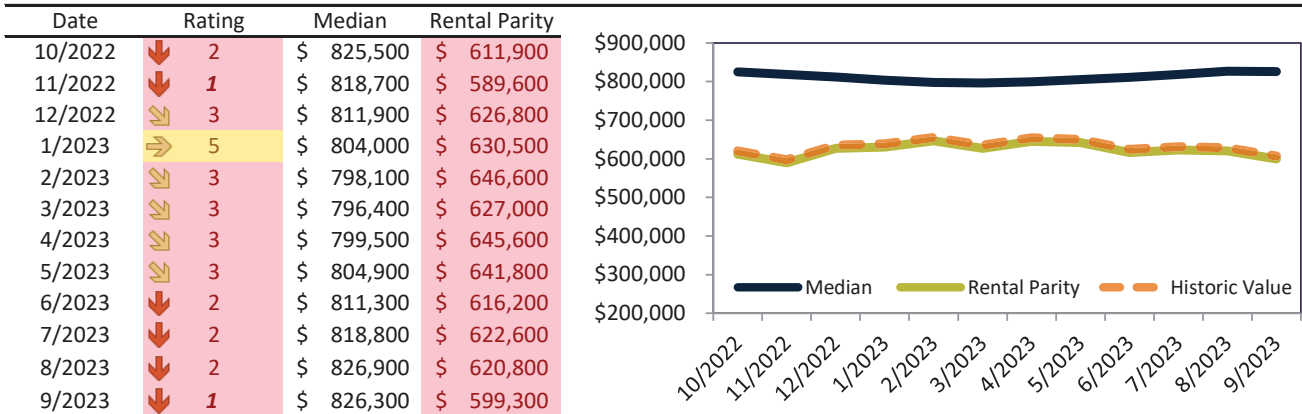 Date Rating Median Rental Parity
10/2022 2 $ 825,500 $ 611,900
11/2022 1 $ 818,700 $ 589,600
12/2022 3 $ 811,900 $ 626,800
1/2023 5 $ 804,000 $ 630,500
2/2023 3 $ 798,100 $ 646,600
3/2023 3 $ 796,400 $ 627,000
4/2023 3 $ 799,500 $ 645,600
5/2023 3 $ 804,900 $ 641,800
6/2023 2 $ 811,300 $ 616,200
7/2023 2 $ 818,800 $ 622,600
8/2023 2 $ 826,900 $ 620,800
9/2023 1 $ 826,300 $ 599,300
$900,000
$800,000
$700,000
$600,000
$500,000
$400,000
$300,000
$200,000
Median Rental Parity Historic Value
10/2022 11/2022 12/2022 1/2023 2/2023 3/2023 4/2023 5/2023 6/2023 7/2023 8/2023 9/2023